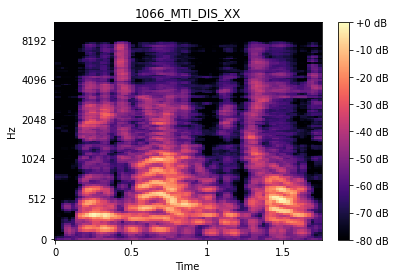 1066_MTI_DIS_XX
8192
4096
2048
1024
512
0
Hz
0
0.5
1
1.5
Time
+0 dB
-10 dB
-20 dB
-30 dB
-40 dB
-50 dB
-60 dB
-70 dB
-80 dB